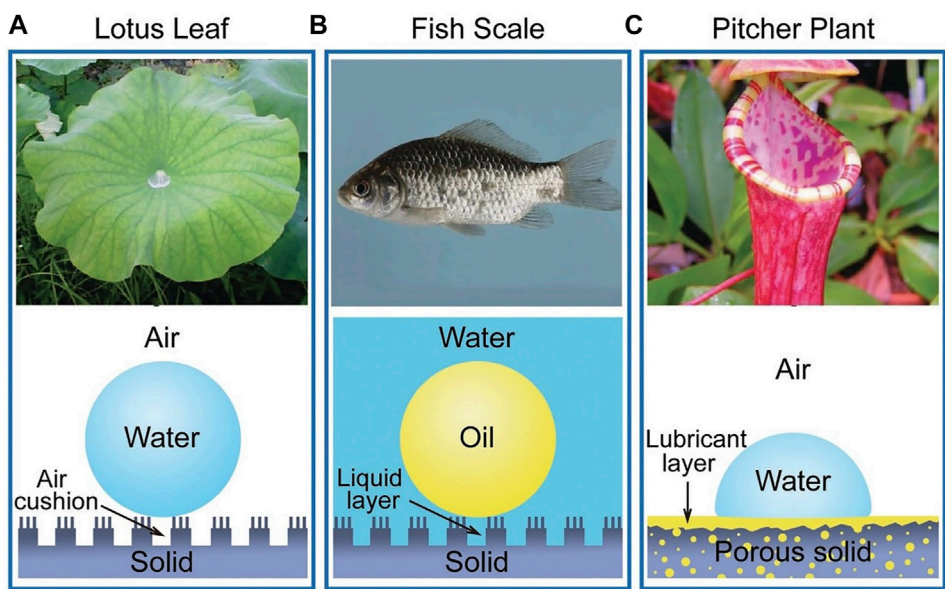 A
Lotus Leaf
B
Fish Scale
C
Pitcher Plant
Air
Water
Air
cushion
Solid
Water
Oil
Liquid
layer
Solid
Air
Lubricant
layer
Water
Porous solid